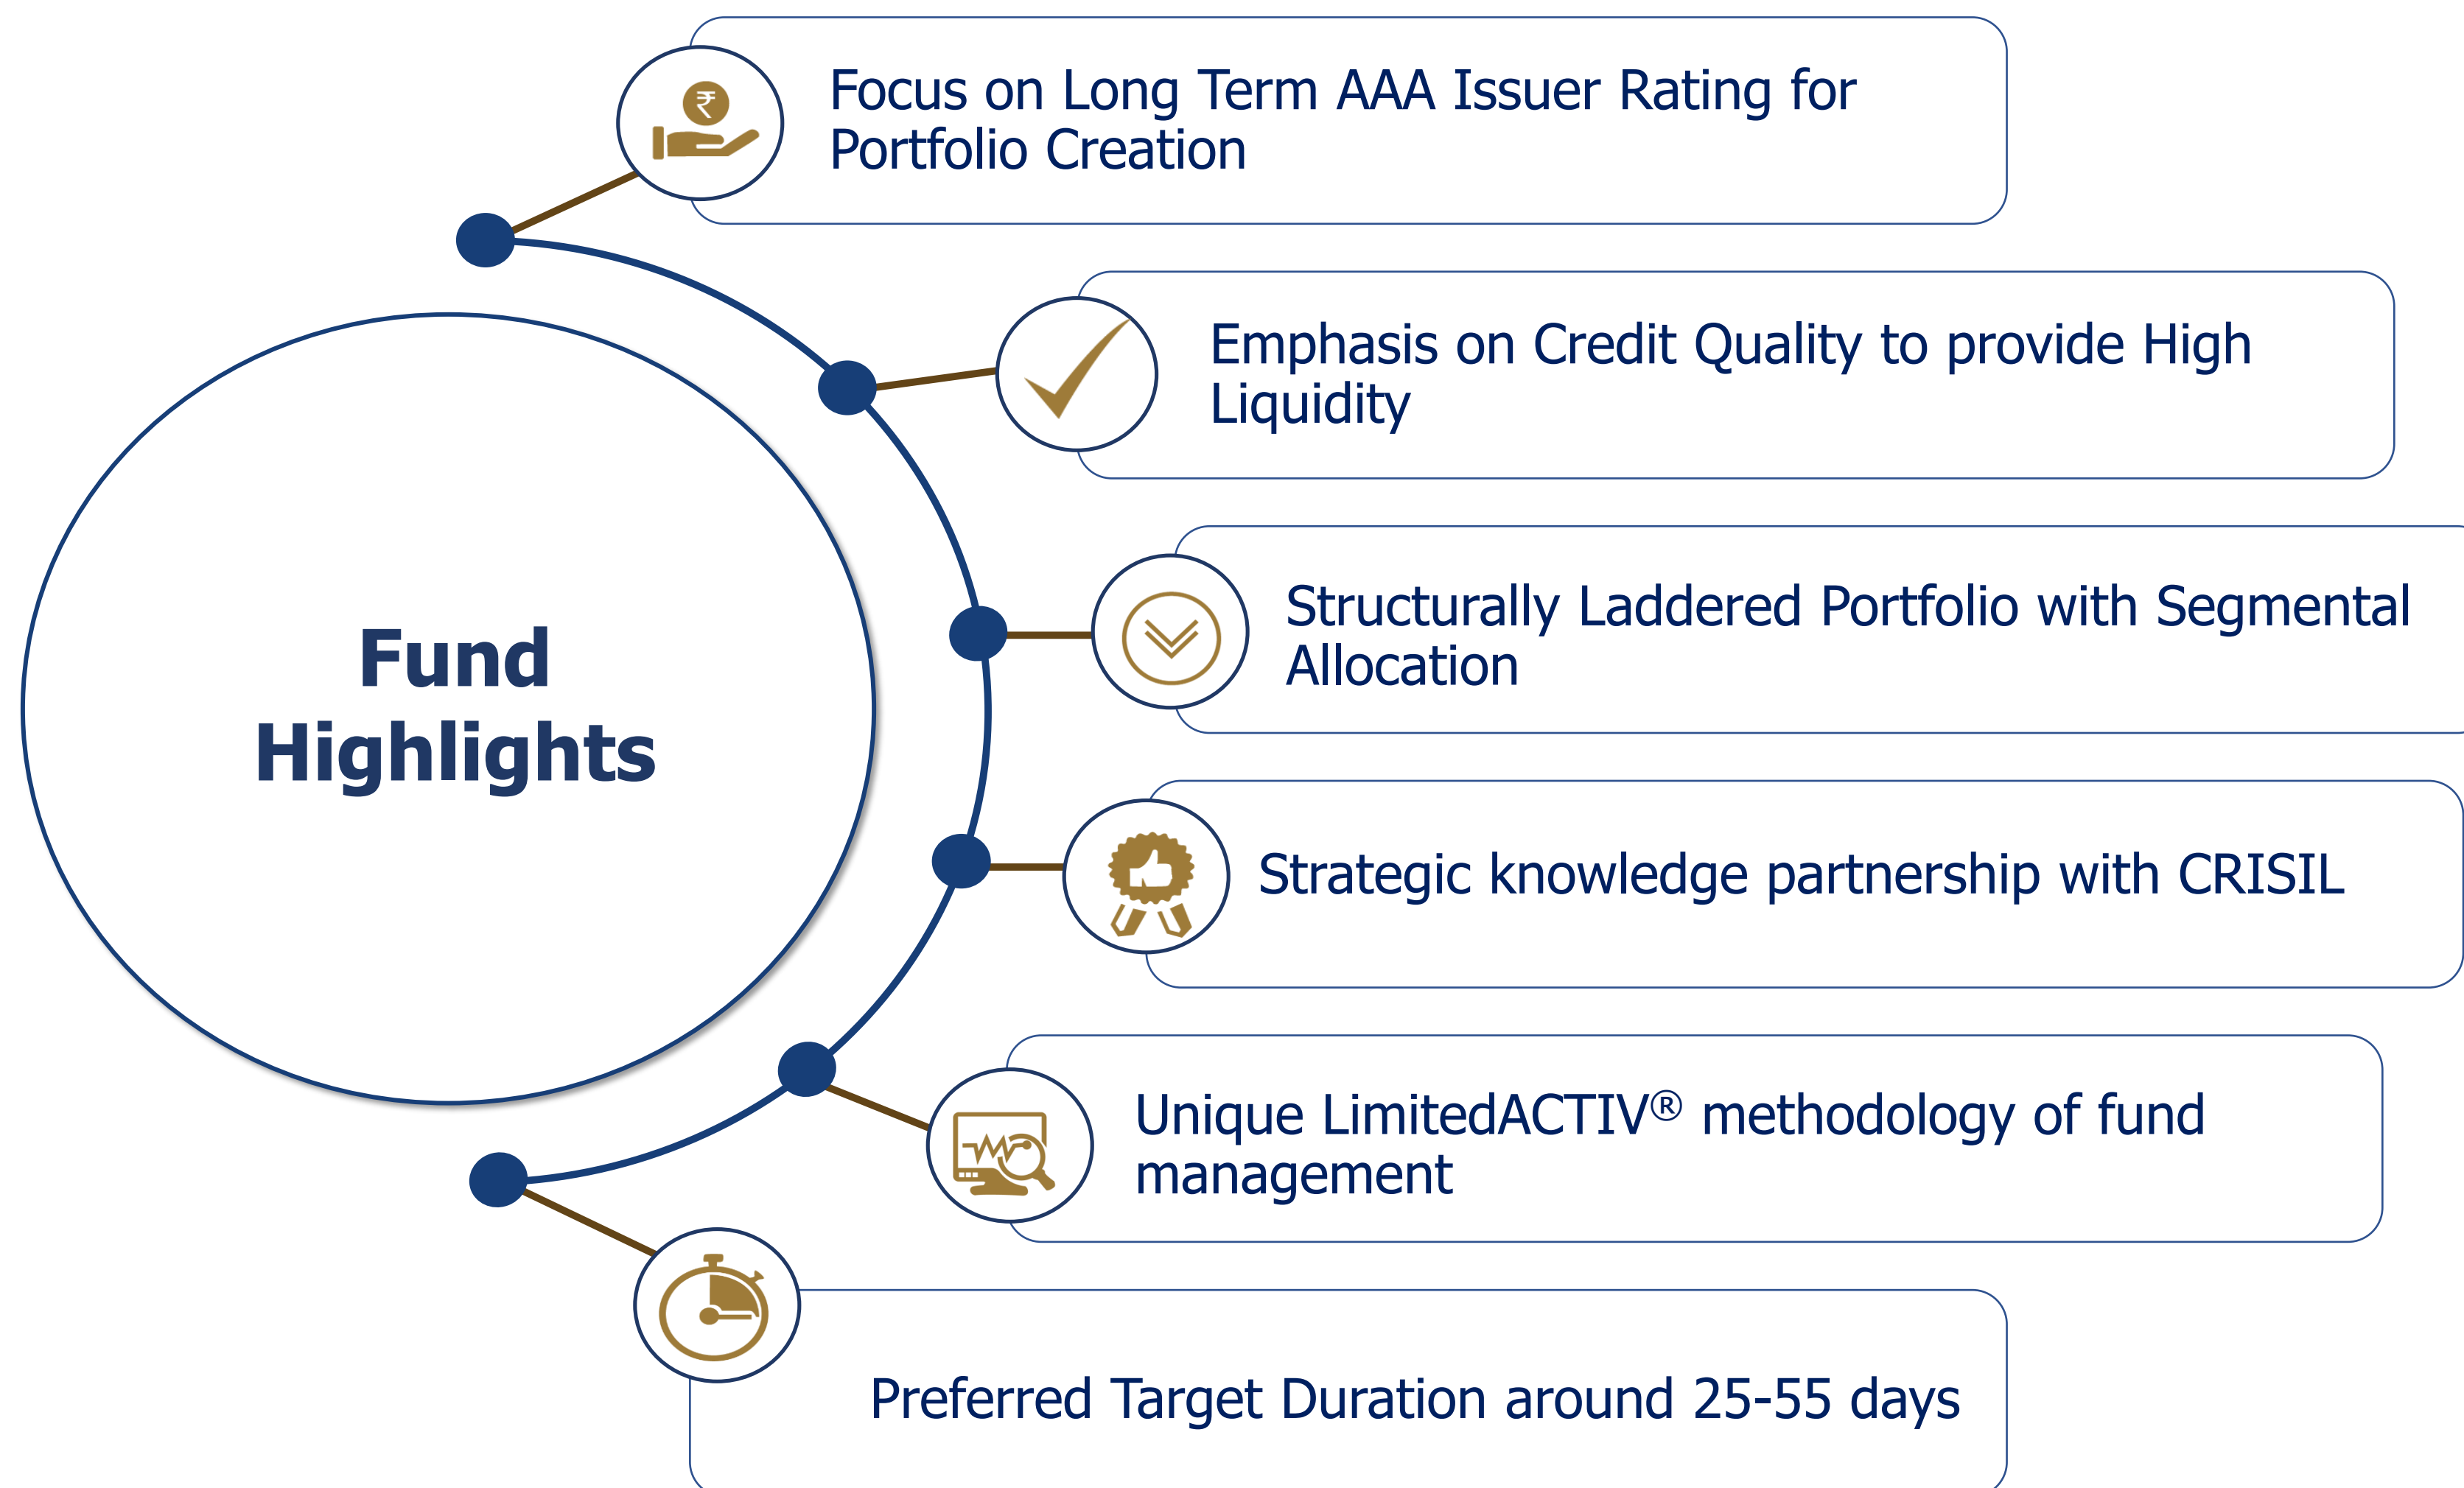 Focus on Long Term AAA Issuer Rating for
Portfolio Creation
Emphasis on Credit Quality to provide High
Liquidity
Structurally Laddered Portfolio with Segmental
Allocation
Fund
Highlights
Strategic knowledge partnership with CRISIL
Unique LimitedACTIV® methodology of fund
management
Preferred Target Duration around 25-55 days